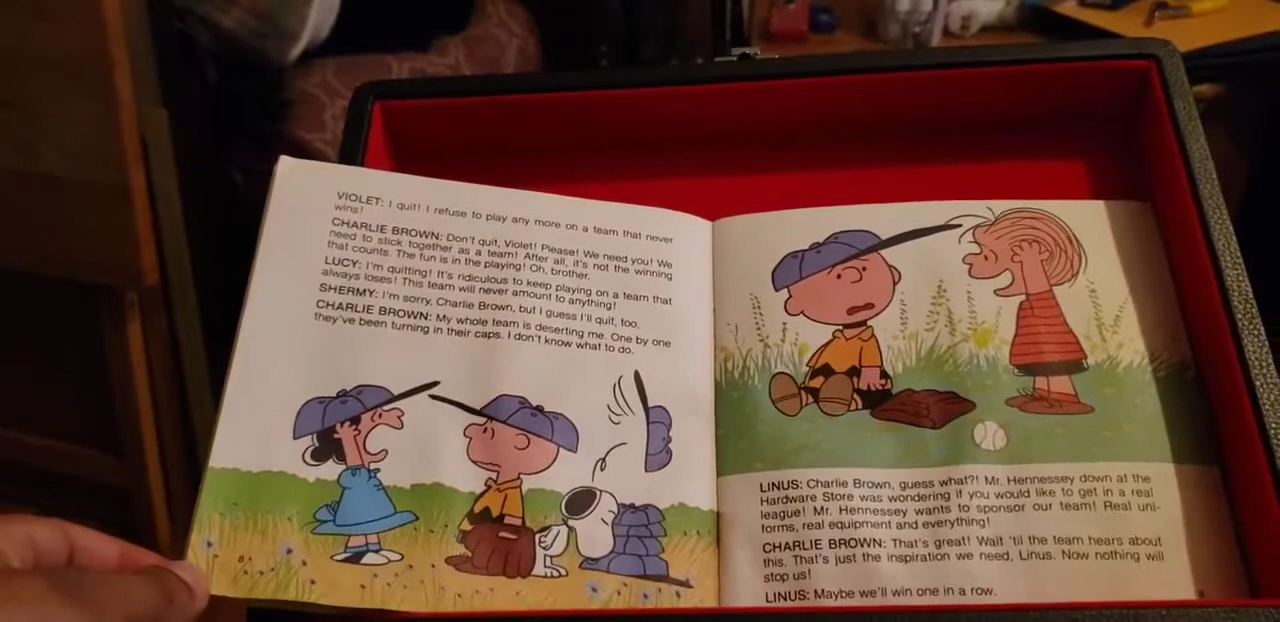 VIOLET: I quit! I refuse to play any more on a team that never
wins!
CHARLIE BROWN: Don't quit, Violet! Please! We need you! We
need to stick together as a team! After all, it's not the winning
that counts. The fun is in the playing! Oh, brother.
LUCY: I'm quitting! It's ridiculous to keep playing on a team that
always loses! This team will never amount to anything!
SHERMY: I'm sorry, Charlie Brown, but I guess I'll quit, too.
CHARLIE BROWN: My whole team is deserting me. One by one
they've been turning in their caps. I don't know what to do.
8
LINUS: Charlie Brown, guess what?! Mr. Hennessey down at the
Hardware Store was wondering if you would like to get in a real
league! Mr. Hennessey wants to sponsor our team! Real uni-
forms, real equipment and everything!
CHARLIE BROWN: That's great! Wait 'til the team hears about
this. That's just the inspiration we need, Linus. Now nothing will
stop us!
LINUS: Maybe we'll win one in a row.